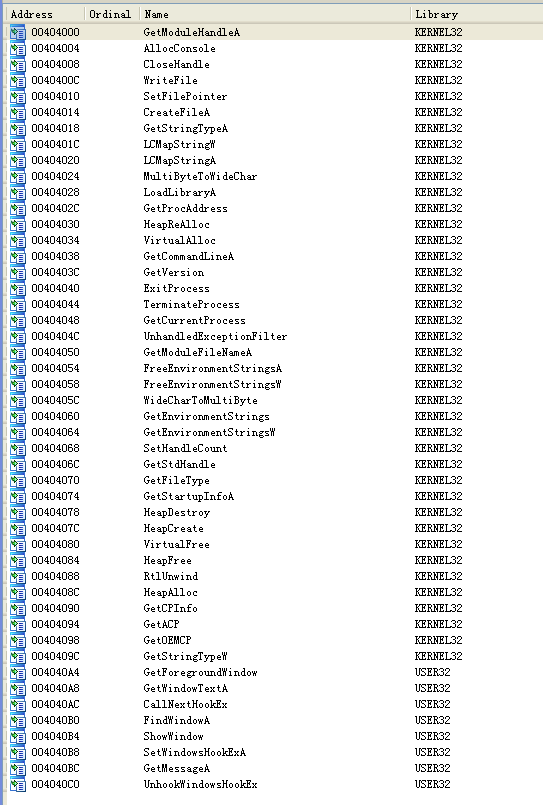 Address Ordinal Name Library
00404000 GetModuleHandleA KERNEL32
00404004 AllocConsole KERNEL32
00404008 CloseHandle KERNEL32
0040400C WriteFile KERNEL32
00404010 SetFilePointer KERNEL32
00404014 CreateFileA KERNEL32
00404018 GetStringTypeA KERNEL32
0040401C LCMapStringW KERNEL32
00404020 LCMapStringA KERNEL32
00404024 MultiByteToWideChar KERNEL32
00404028 LoadLibraryA KERNEL32
0040402C GetProcAddress KERNEL32
00404030 HeapReAlloc KERNEL32
00404034 VirtualAlloc KERNEL32
00404038 GetCommandLineA KERNEL32
0040403C GetVersion KERNEL32
00404040 ExitProcess KERNEL32
00404044 TerminateProcess KERNEL32
00404048 GetCurrentProcess KERNEL32
0040404C UnhandledExceptionFilter KERNEL32
00404050 GetModuleFileNameA KERNEL32
00404054 FreeEnvironmentStringsA KERNEL32
00404058 FreeEnvironmentStringsW KERNEL32
0040405C WideCharToMultiByte KERNEL32
00404060 GetEnvironmentStrings KERNEL32
00404064 GetEnvironmentStringsW KERNEL32
00404068 SetHandleCount KERNEL32
0040406C GetStdHandle KERNEL32
00404070 GetFileType KERNEL32
00404074 GetStartupInfoA KERNEL32
00404078 HeapDestroy KERNEL32
0040407C HeapCreate KERNEL32
00404080 VirtualFree KERNEL32
00404084 HeapFree KERNEL32
00404088 RtlUnwind KERNEL32
0040408C HeapAlloc KERNEL32
00404090 GetCPInfo KERNEL32
00404094 GetACP KERNEL32
00404098 GetOEMCP KERNEL32
0040409C GetStringTypeW KERNEL32
004040A4 GetForegroundWindow USER32
004040A8 GetWindowTextA USER32
004040AC CallNextHookEx USER32
004040B0 FindWindowA USER32
004040B4 ShowWindow USER32
004040B8 SetWindowsHookExA USER32
004040BC GetMessageA USER32
004040C0 UnhookWindowsHookEx USER32